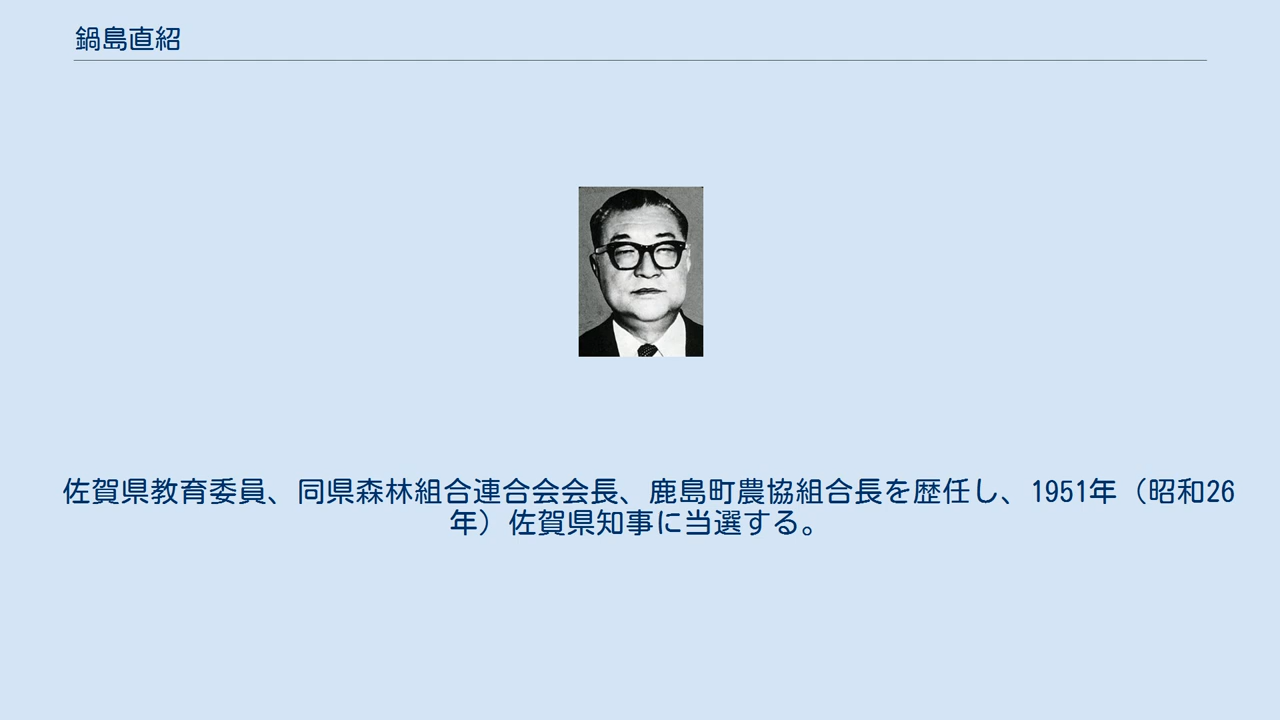 鍋島直紹
佐賀県教育委員、同県森林組合連合会会長、鹿島町農協組合長を歴任し、1951年（昭和26
年）佐賀県知事に当選する。